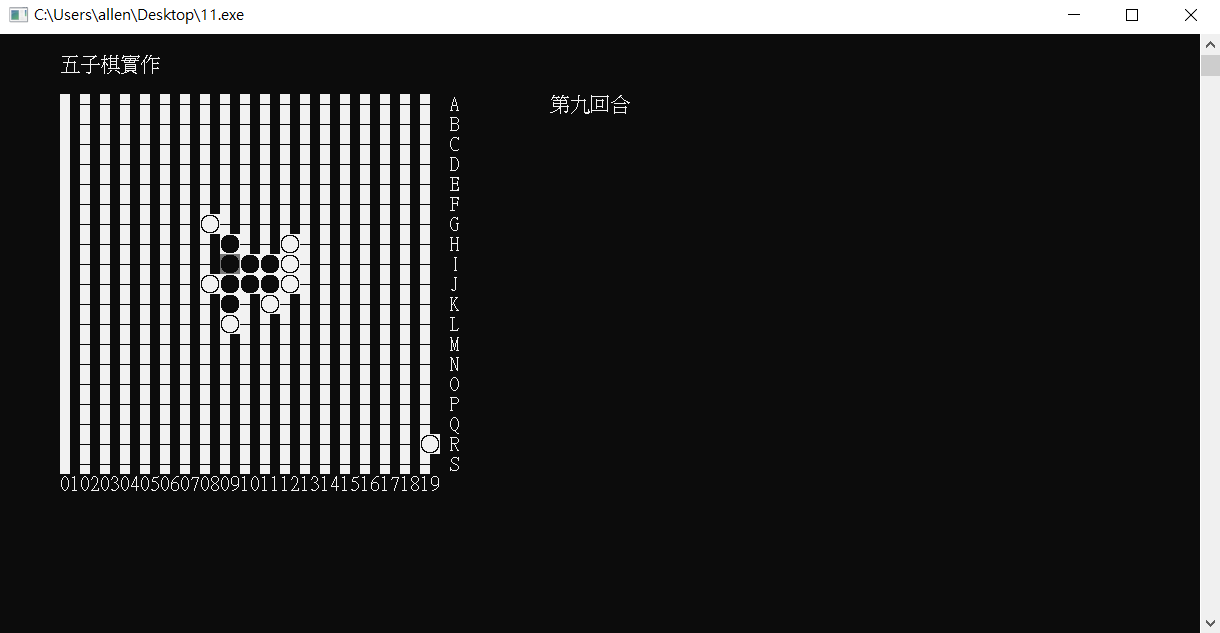 C:\Users\allen\Desktop\11.exe
五子棋實作
A 第九回合
B
C
D
E
F
G
H
I
J
K
L
M
N
O
P
Q
R
S
01020304050607080910111213141516171819